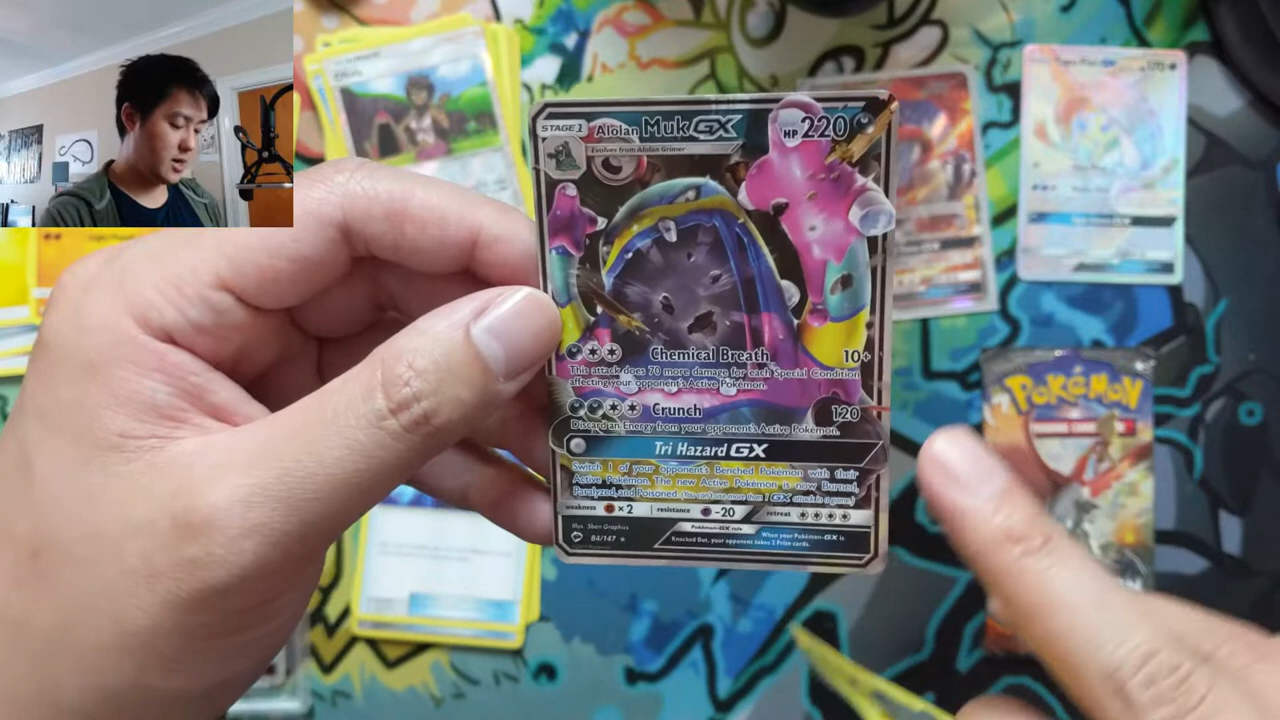 STAGE 1 Alolan Muk GX HP 220
Evolves from Alolan Grimer
Chemical Breath 10+
This attack does 70 more damage for each Special Condition
affecting your opponent's Active Pokémon.
Crunch 120
Discard an Energy from your opponent's Active Pokémon.
Tri Hazard GX
Switch 1 of your opponent's Benched Pokémon with their
Active Pokémon. The new Active Pokémon is now Burned,
Paralyzed, and Poisoned. (You can't use more than 1 GX attack in a game.)
weakness ×2 resistance -20 retreat
Illus. 5ban Graphics
Pokémon-GX rule
When your Pokémon-GX is
Knocked Out, your opponent takes 2 Prize cards.
84/147
POKÉMON